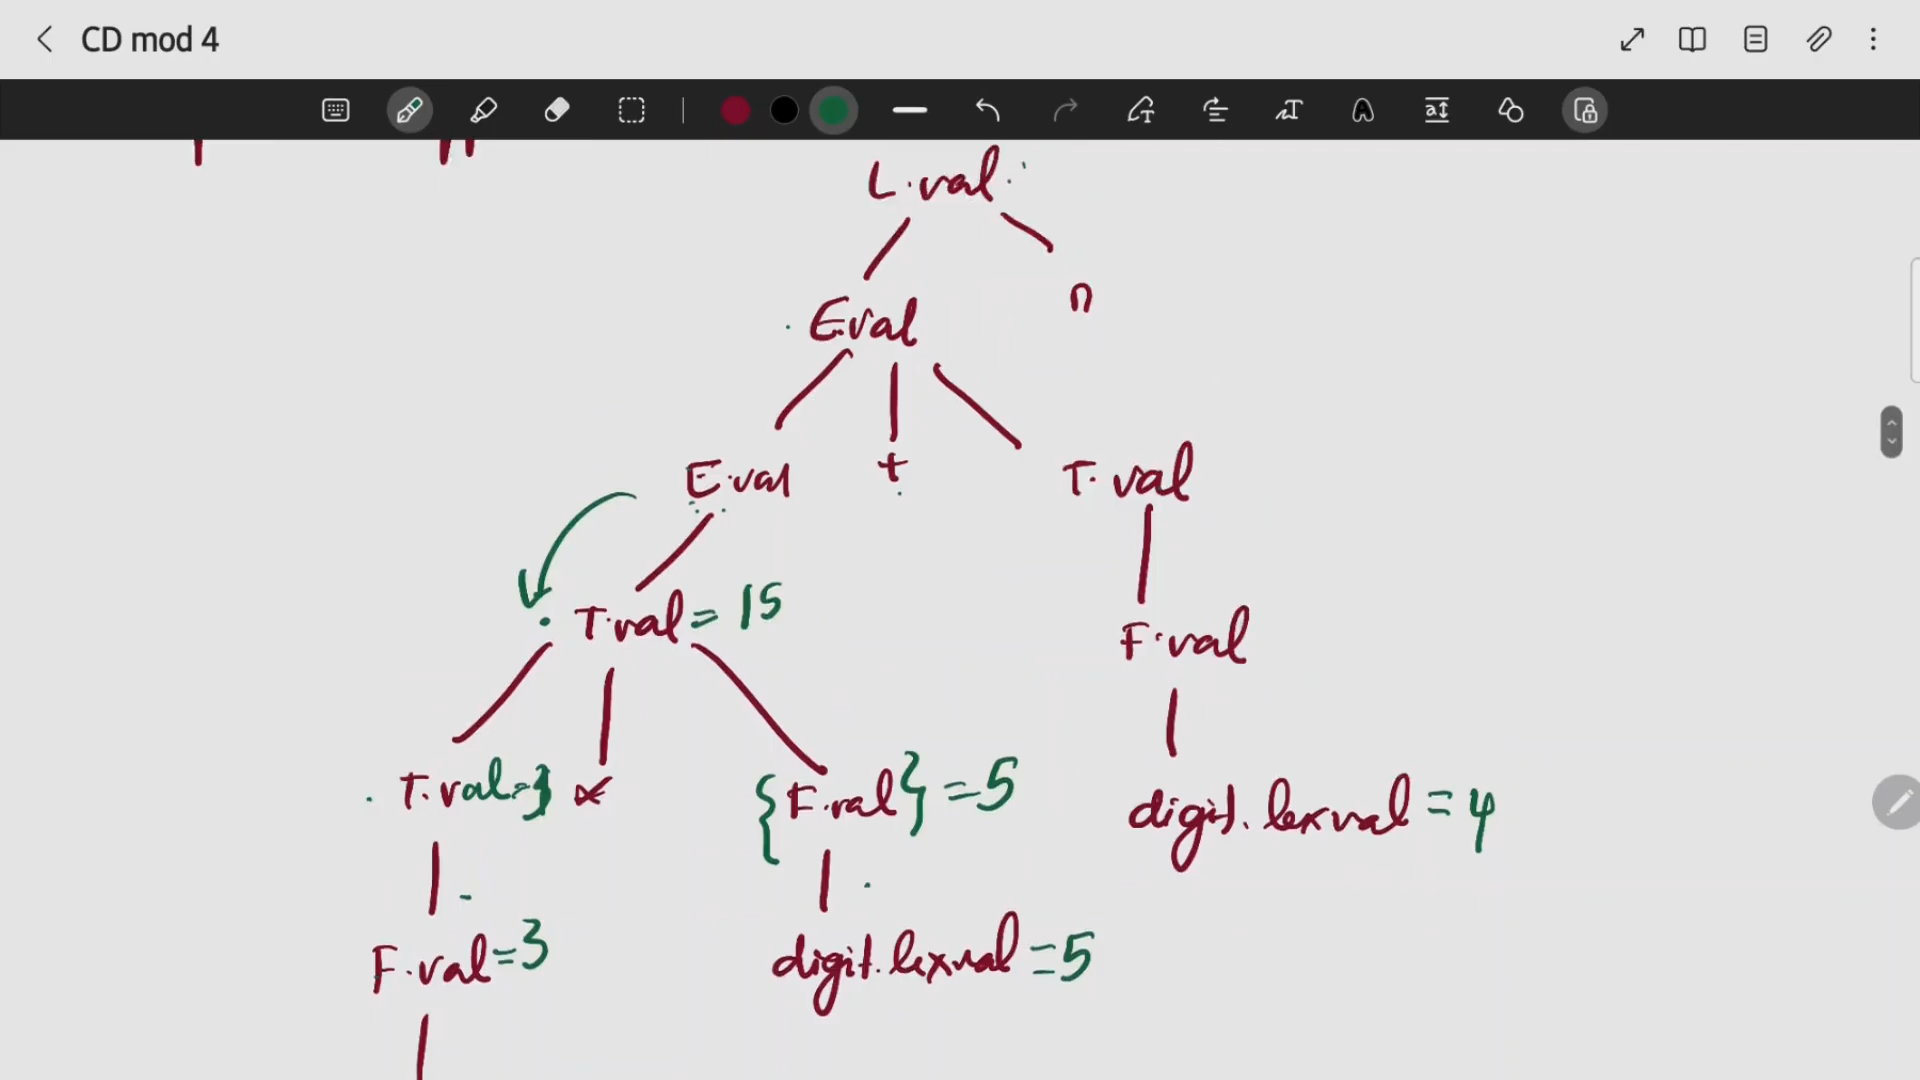 CD mod 4
L.val
E.val n
E.val + T.val
T.val = 15 F.val
T.val=3 * {F.val} =5 digit.lexval = 4
F.val=3 digit.lexval =5